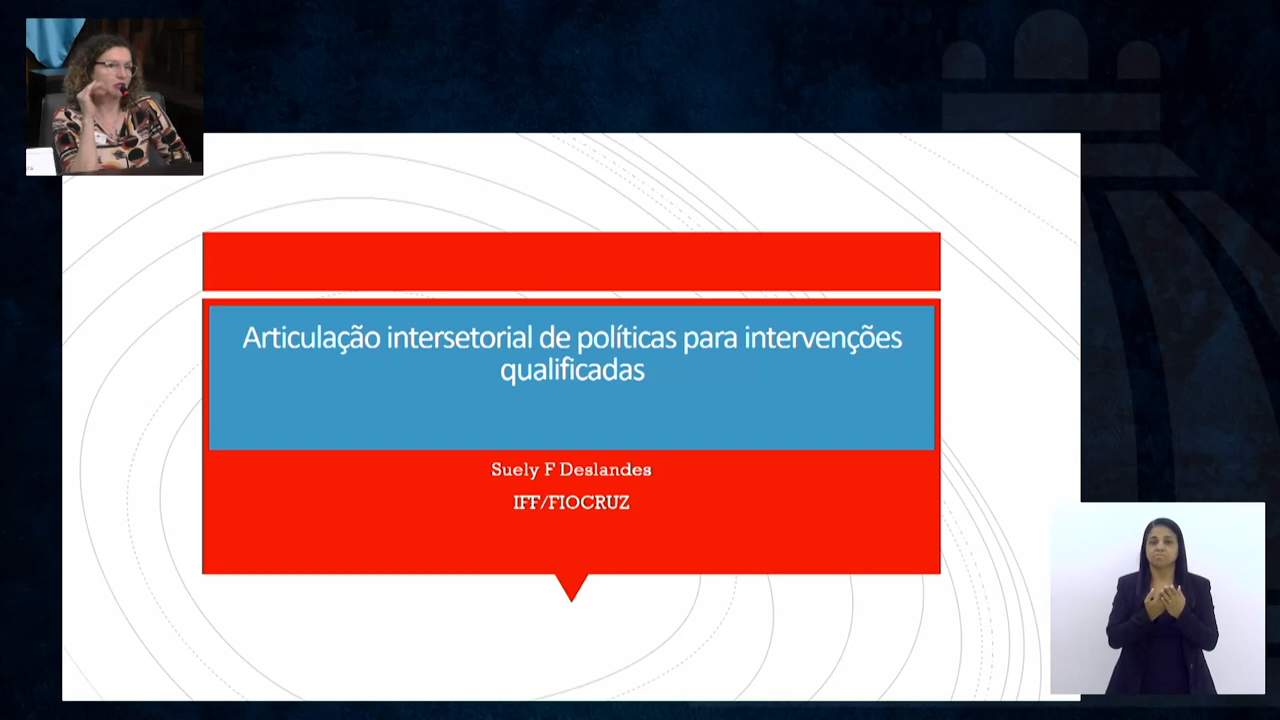 Articulação intersetorial de políticas para intervenções
qualificadas
Suely F Deslandes
IFF/FIOCRUZ